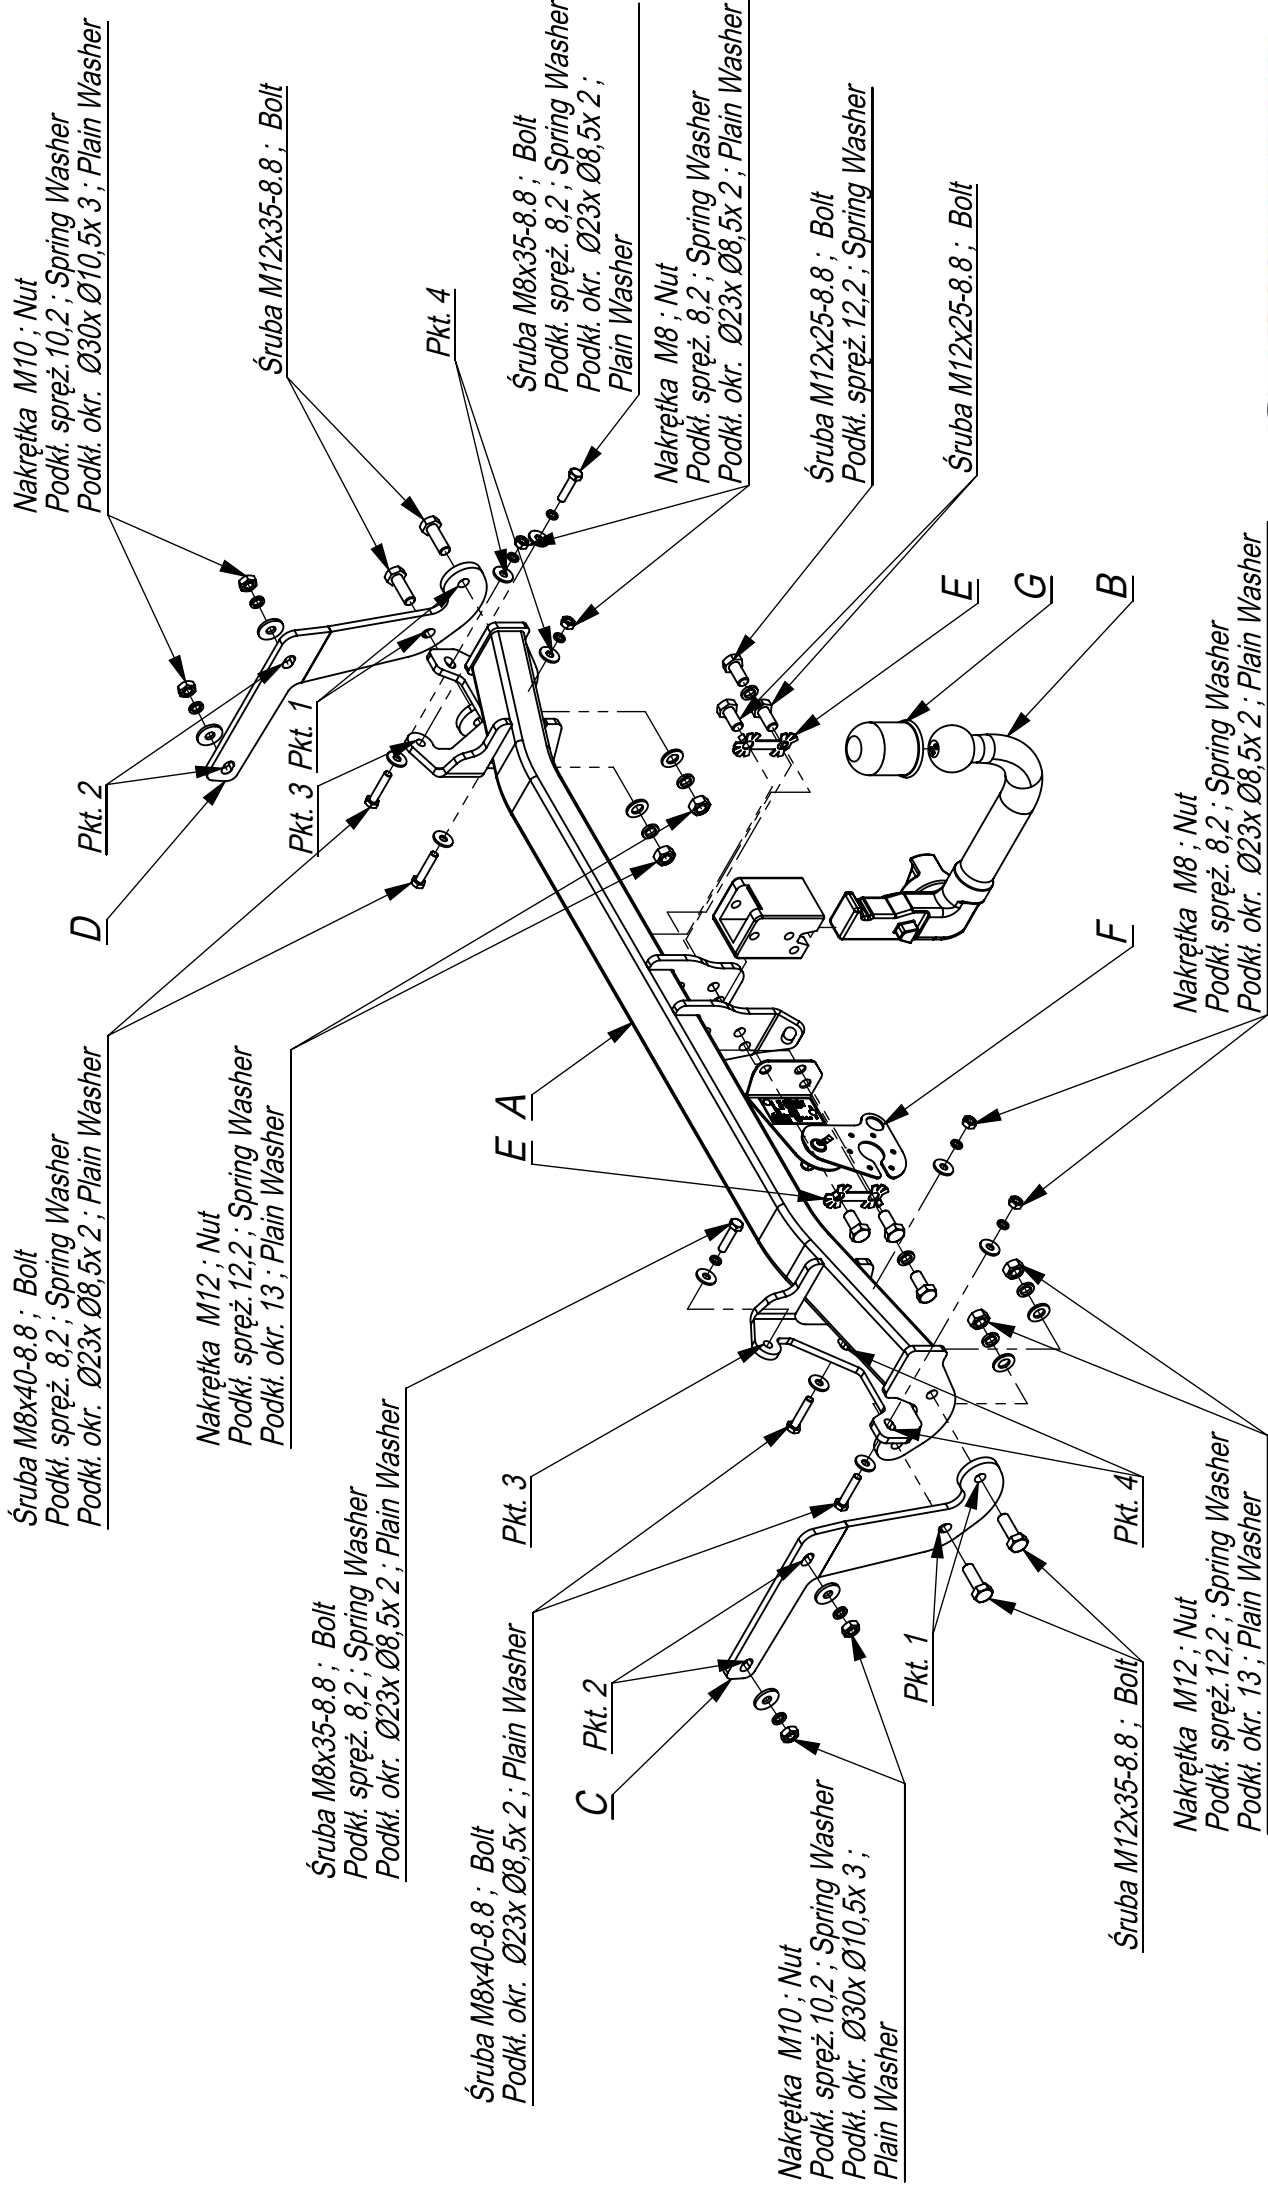 Śruba M8x40-8.8 ; Bolt
Podkł. spręż. 8,2 ; Spring Washer
Podkł. okr. Ø23x Ø8,5x 2 ; Plain Washer
Nakrętka M10 ; Nut
Podkł. spręż.10,2 ; Spring Washer
Podkł. okr. Ø30x Ø10,5x 3 ; Plain Washer
D
Pkt. 2
Nakrętka M12 ; Nut
Podkł. spręż.12,2 ; Spring Washer
Podkł. okr. 13 ; Plain Washer
Śruba M12x35-8.8 ; Bolt
Pkt. 3
Pkt. 1
Śruba M8x35-8.8 ; Bolt
Podkł. spręż. 8,2 ; Spring Washer
Podkł. okr. Ø23x Ø8,5x 2 ; Plain Washer
Pkt. 4
Śruba M8x40-8.8 ; Bolt
Podkł. okr. Ø23x Ø8,5x 2 ; Plain Washer
Pkt. 3
E
A
Śruba M8x35-8.8 ; Bolt
Podkł. spręż. 8,2 ; Spring Washer
Podkł. okr. Ø23x Ø8,5x 2 ;
Plain Washer
C
Pkt. 2
Nakrętka M8 ; Nut
Podkł. spręż. 8,2 ; Spring Washer
Podkł. okr. Ø23x Ø8,5x 2 ; Plain Washer
Nakrętka M10 ; Nut
Podkł. spręż.10,2 ; Spring Washer
Podkł. okr. Ø30x Ø10,5x 3 ;
Plain Washer
Śruba M12x25-8.8 ; Bolt
Podkł. spręż.12,2 ; Spring Washer
Pkt. 1
E
Śruba M12x25-8.8 ; Bolt
G
Śruba M12x35-8.8 ; Bolt
Pkt. 4
F
B
Nakrętka M12 ; Nut
Podkł. spręż.12,2 ; Spring Washer
Podkł. okr. 13 ; Plain Washer
Nakrętka M8 ; Nut
Podkł. spręż. 8,2 ; Spring Washer
Podkł. okr. Ø23x Ø8,5x 2 ; Plain Washer